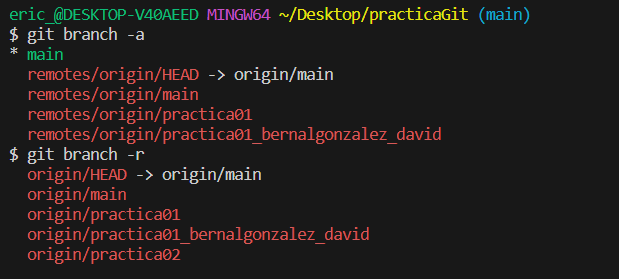 eric_@DESKTOP-V40AEED MINGW64 ~/Desktop/practicaGit (main)
$ git branch -a
* main
  remotes/origin/HEAD -> origin/main
  remotes/origin/main
  remotes/origin/practica01
  remotes/origin/practica01_bernalgonzalez_david
$ git branch -r
  origin/HEAD -> origin/main
  origin/main
  origin/practica01
  origin/practica01_bernalgonzalez_david
  origin/practica02